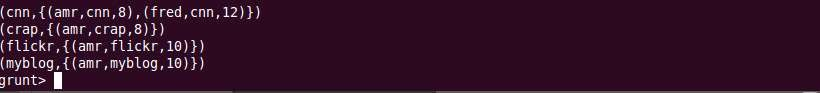 (cnn,{(amr,cnn,8),(fred,cnn,12)})
(crap,{(amr,crap,8)})
(flickr,{(amr,flickr,10)})
(myblog,{(amr,myblog,10)})
grunt>